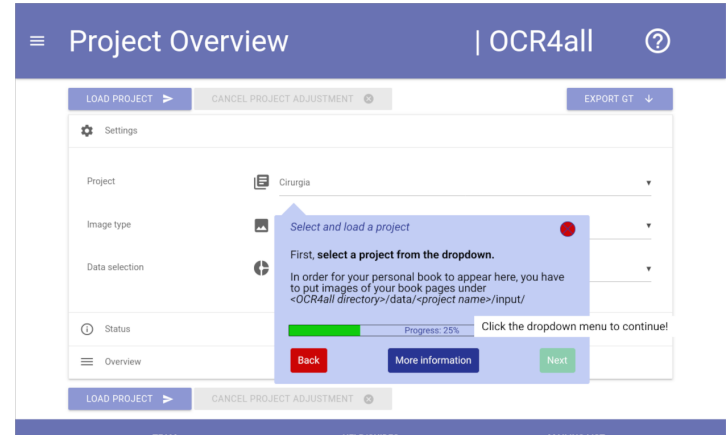 Project Overview | OCR4all
LOAD PROJECT CANCEL PROJECT ADJUSTMENT EXPORT GT
Settings
Project Cirurgia
Image type
Select and load a project
First, select a project from the dropdown.
Data selection
In order for your personal book to appear here, you have
to put images of your book pages under
<OCR4all directory>/data/<project name>/input/
Status
Progress: 25% Click the dropdown menu to continue!
Overview
Back More information Next
LOAD PROJECT CANCEL PROJECT ADJUSTMENT